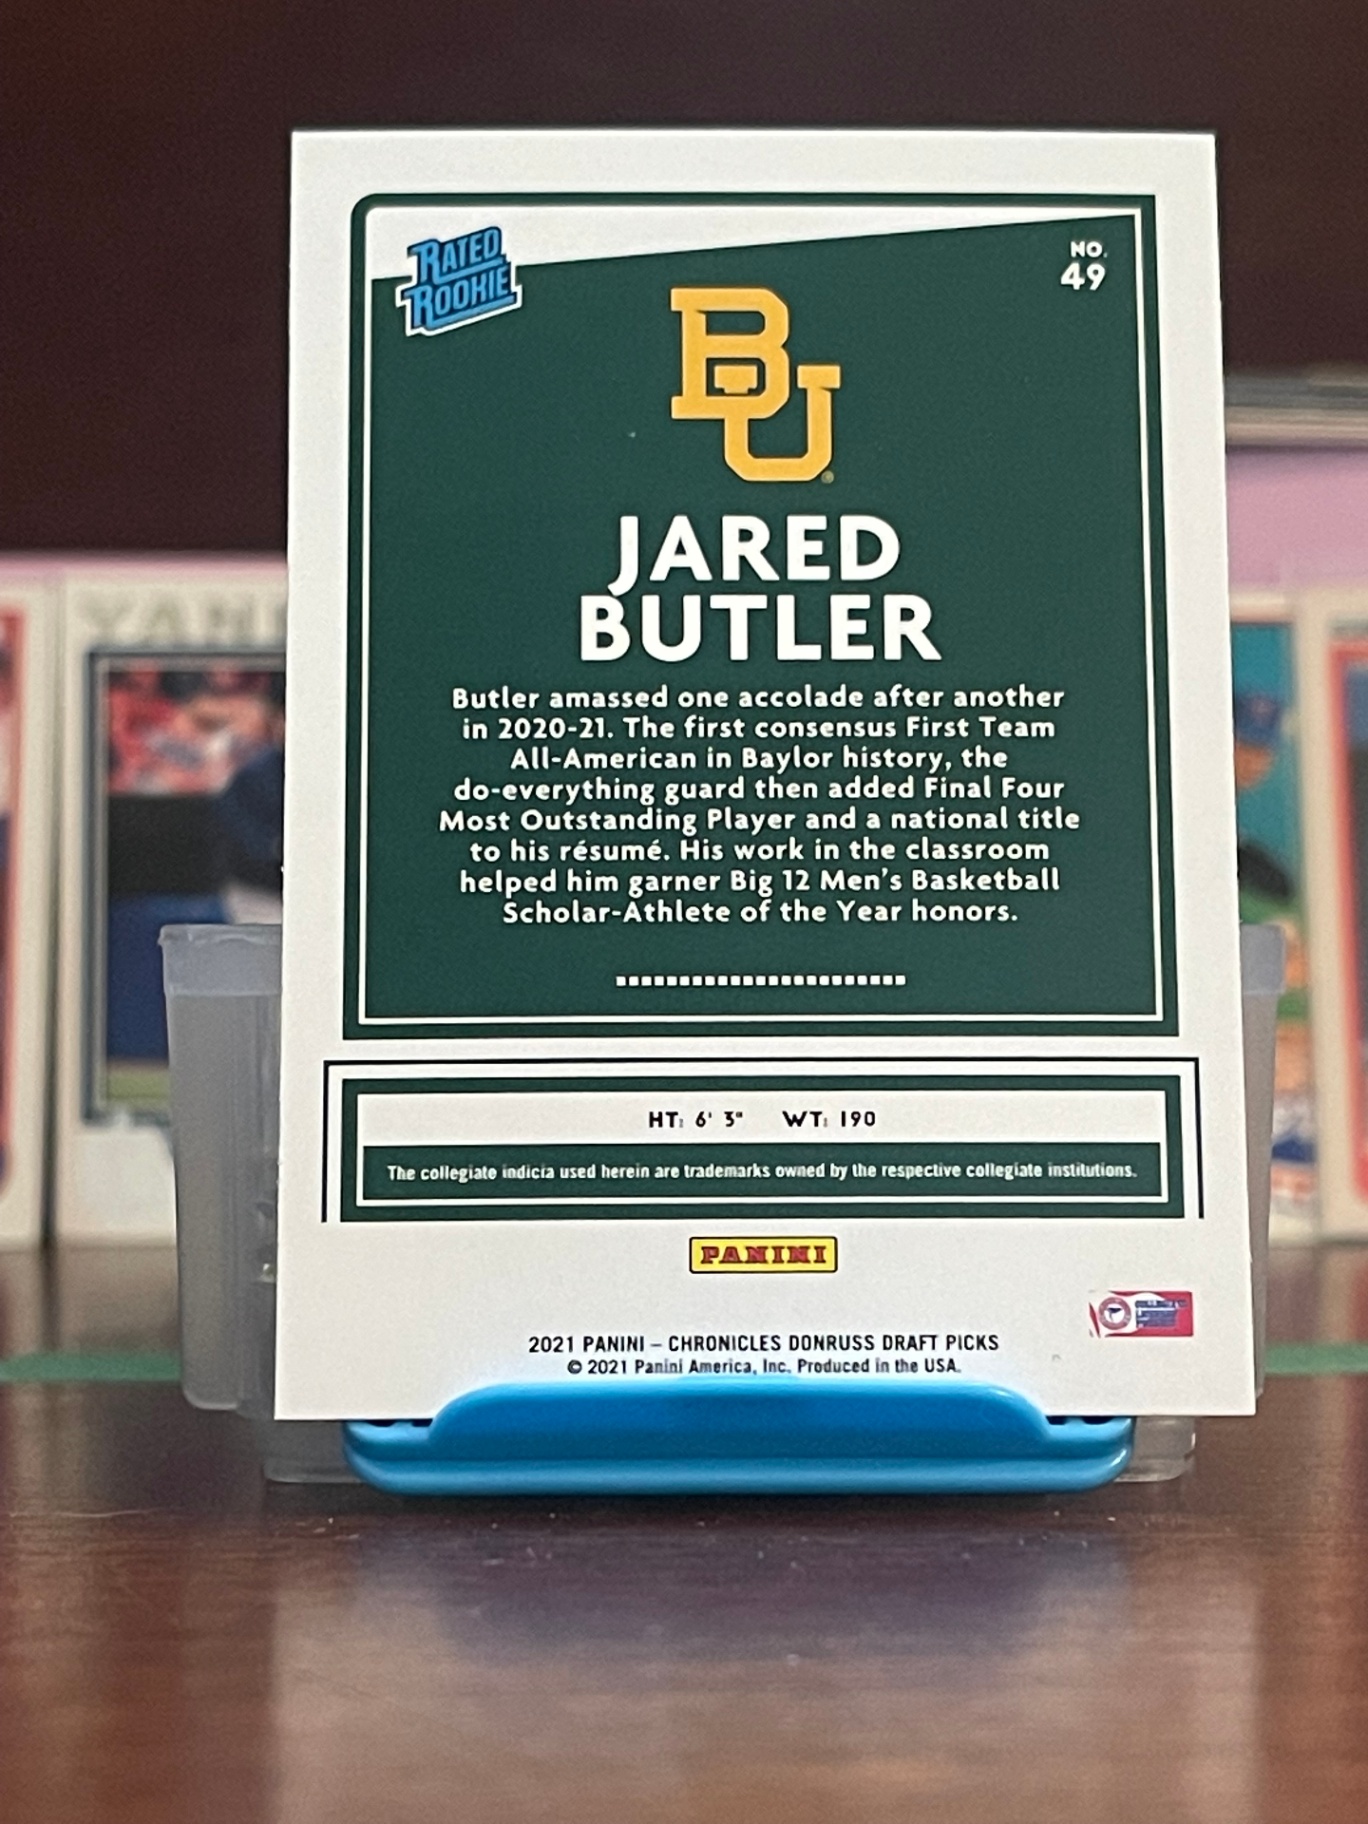 RATED
ROOKIE
NO.
49
BU
JARED
BUTLER
Butler amassed one accolade after another
in 2020-21. The first consensus First Team
All-American in Baylor history, the
do-everything guard then added Final Four
Most Outstanding Player and a national title
to his résumé. His work in the classroom
helped him garner Big 12 Men's Basketball
Scholar-Athlete of the Year honors.
HT: 6' 3" WT: 190
The collegiate indicia used herein are trademarks owned by the respective collegiate institutions.
PANINI
2021 PANINI – CHRONICLES DONRUSS DRAFT PICKS
© 2021 Panini America, Inc. Produced in the USA.